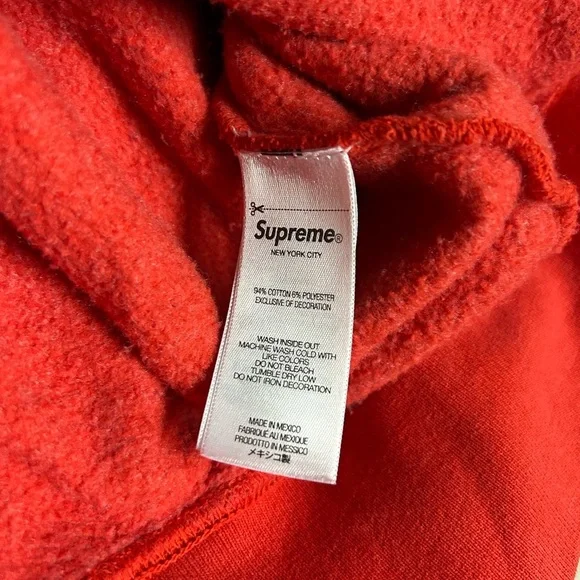 Supreme®
NEW YORK CITY
94% COTTON 6% POLYESTER
EXCLUSIVE OF DECORATION
WASH INSIDE OUT
MACHINE WASH COLD WITH
LIKE COLORS
DO NOT BLEACH
TUMBLE DRY LOW
DO NOT IRON DECORATION
MADE IN MEXICO
FABRIQUÉ AU MEXIQUE
PRODOTTO IN MESSICO
メキシコ製